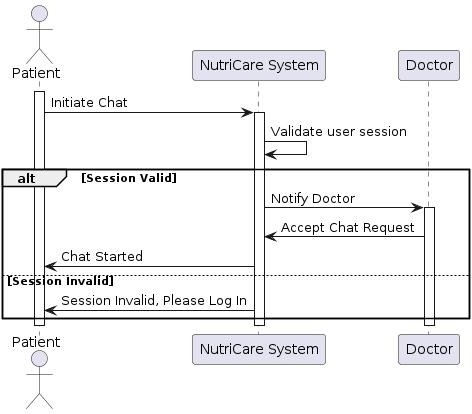 Patient
NutriCare System
Doctor
Initiate Chat
Validate user session
alt
[Session Valid]
Notify Doctor
Accept Chat Request
Chat Started
[Session Invalid]
Session Invalid, Please Log In
Patient
NutriCare System
Doctor